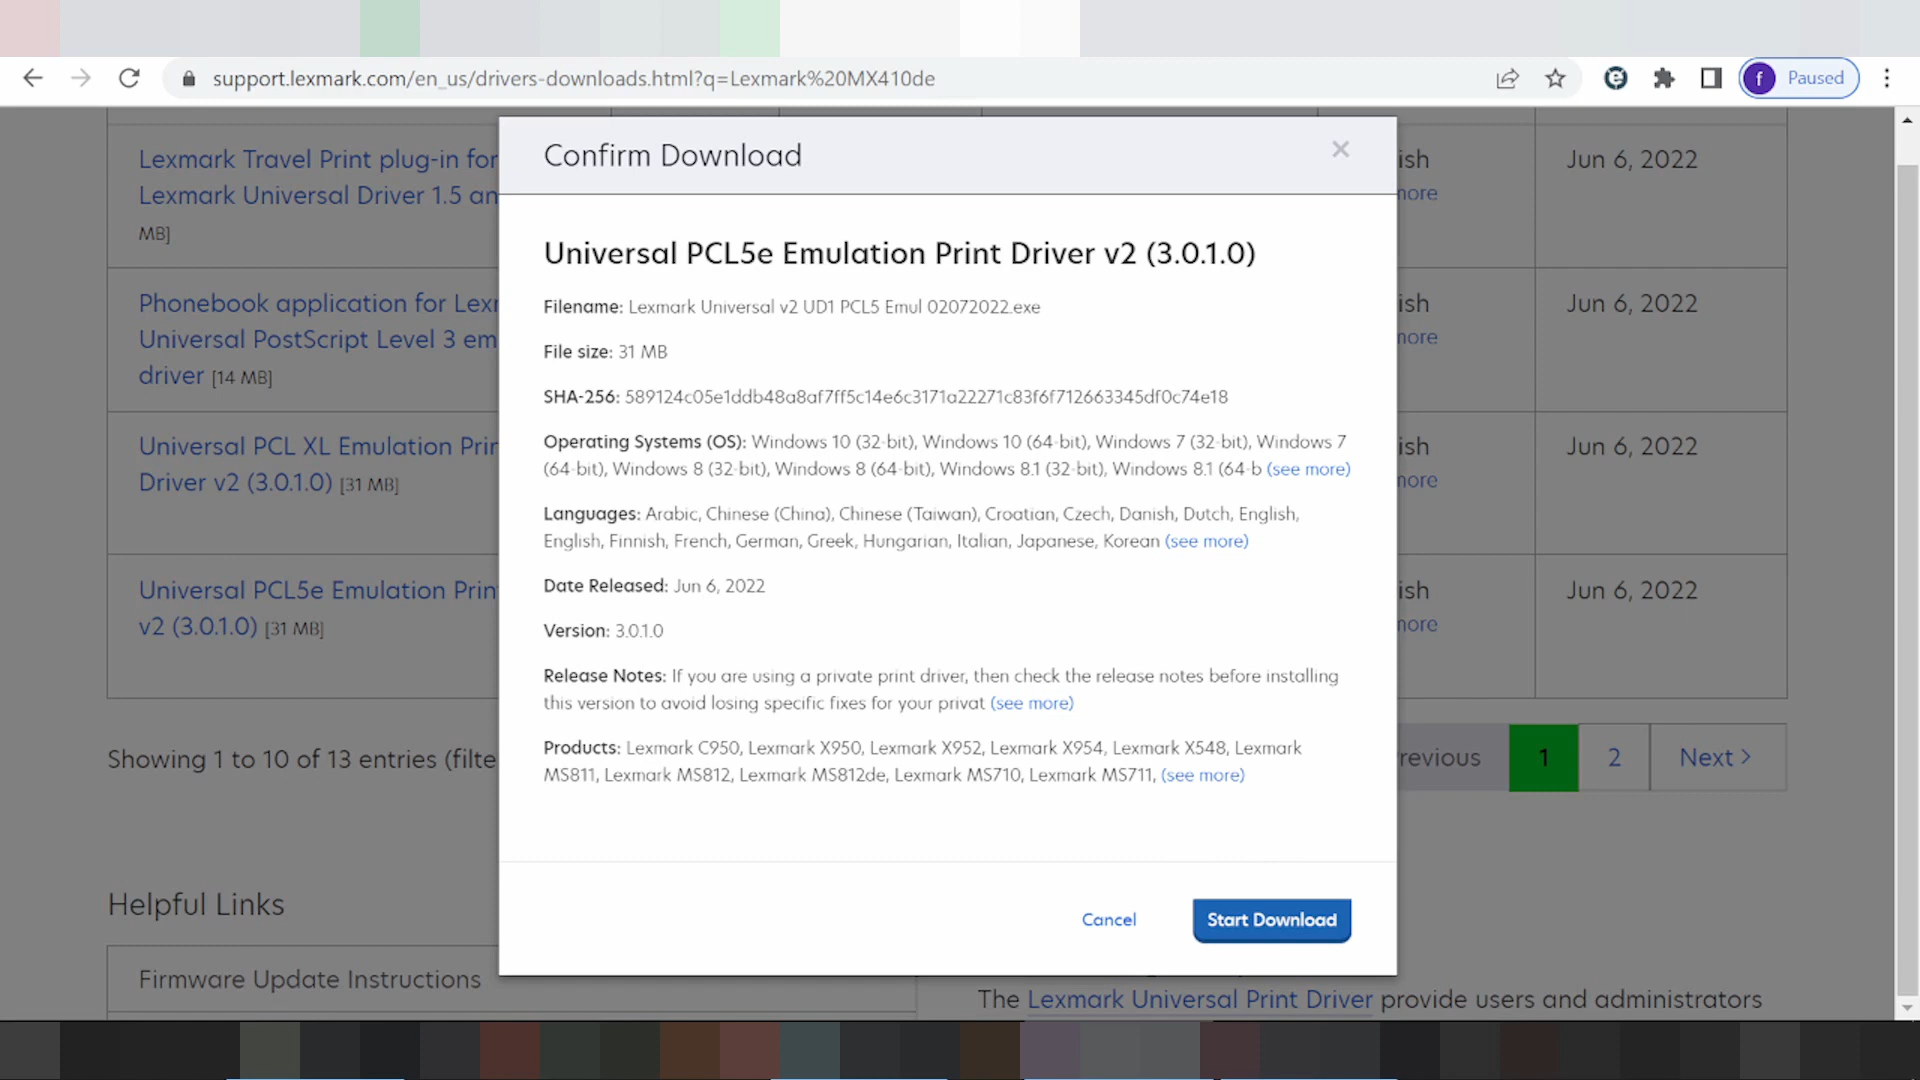 support.lexmark.com/en_us/drivers-downloads.html?q=Lexmark%20MX410de
f Paused
Confirm Download
×
Universal PCL5e Emulation Print Driver v2 (3.0.1.0)
Filename: Lexmark Universal v2 UD1 PCL5 Emul 02072022.exe
File size: 31 MB
SHA-256: 589124c05e1ddb48a8af7ff5c14e6c3171a22271c83f6f712663345df0c74e18
Operating Systems (OS): Windows 10 (32-bit), Windows 10 (64-bit), Windows 7 (32-bit), Windows 7
(64-bit), Windows 8 (32-bit), Windows 8 (64-bit), Windows 8.1 (32-bit), Windows 8.1 (64-b (see more)
Languages: Arabic, Chinese (China), Chinese (Taiwan), Croatian, Czech, Danish, Dutch, English,
English, Finnish, French, German, Greek, Hungarian, Italian, Japanese, Korean (see more)
Date Released: Jun 6, 2022
Version: 3.0.1.0
Release Notes: If you are using a private print driver, then check the release notes before installing
this version to avoid losing specific fixes for your privat (see more)
Products: Lexmark C950, Lexmark X950, Lexmark X952, Lexmark X954, Lexmark X548, Lexmark
MS811, Lexmark MS812, Lexmark MS812de, Lexmark MS710, Lexmark MS711, (see more)
Cancel
Start Download
Lexmark Travel Print plug-in for
Lexmark Universal Driver 1.5 an
MB]
ish
more
Jun 6, 2022
Phonebook application for Lex
Universal PostScript Level 3 em
driver [14 MB]
ish
more
Jun 6, 2022
Universal PCL XL Emulation Prin
Driver v2 (3.0.1.0) [31 MB]
ish
more
Jun 6, 2022
Universal PCL5e Emulation Prin
v2 (3.0.1.0) [31 MB]
ish
more
Jun 6, 2022
Showing 1 to 10 of 13 entries (filte
revious 1 2 Next >
Helpful Links
Firmware Update Instructions
The Lexmark Universal Print Driver provide users and administrators